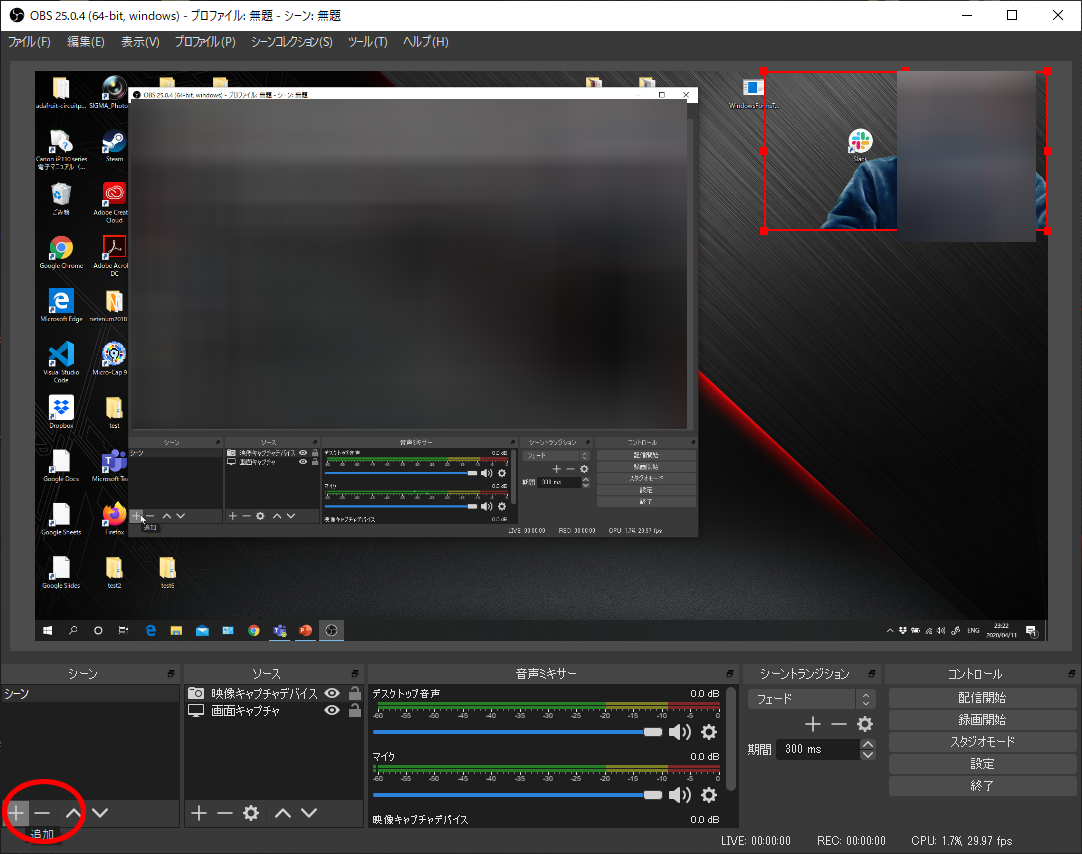 OBS 25.0.4 (64-bit, windows) - プロファイル: 無題 - シーン: 無題
ファイル(F) 編集(E) 表示(V) プロファイル(P) シーンコレクション(S) ツール(T) ヘルプ(H)
adafruit-circuitp... SIGMA_Photo
OBS 25.0.4 (64-bit, windows) - プロファイル: 無題 - シーン: 無題
WindowsFormsT...
Canon iP110 series
電子マニュアル (...
Steam
Slack
ごみ箱
Adobe Creat
Cloud
Google Chrome
Adobe Acrol
DC
Microsoft Edge
Visual Studio
Code
Micro-Cap 9
Dropbox
test
Google Docs
Microsoft Tea
Google Sheets
Firefox
Google Slides
test2
test6
シーン
ソース
音声ミキサー
シーントランジション
コントロール
シーン
映像キャプチャデバイス
画面キャプチャ
デスクトップ音声
0.0 dB
マイク
0.0 dB
映像キャプチャデバイス
0.0 dB
フェード
期間
300 ms
配信開始
録画開始
スタジオモード
設定
終了
追加
LIVE: 00:00:00
REC: 00:00:00
CPU: 1.7%, 29.97 fps
ENG
23:22
2020/04/11
シーン
ソース
音声ミキサー
シーントランジション
コントロール
シーン
映像キャプチャデバイス
画面キャプチャ
デスクトップ音声
0.0 dB
-60 -55 -50 -45 -40 -35 -30 -25 -20 -15 -10 -5 0
マイク
0.0 dB
-60 -55 -50 -45 -40 -35 -30 -25 -20 -15 -10 -5 0
映像キャプチャデバイス
0.0 dB
フェード
期間
300 ms
配信開始
録画開始
スタジオモード
設定
終了
追加
LIVE: 00:00:00
REC: 00:00:00
CPU: 1.7%, 29.97 fps